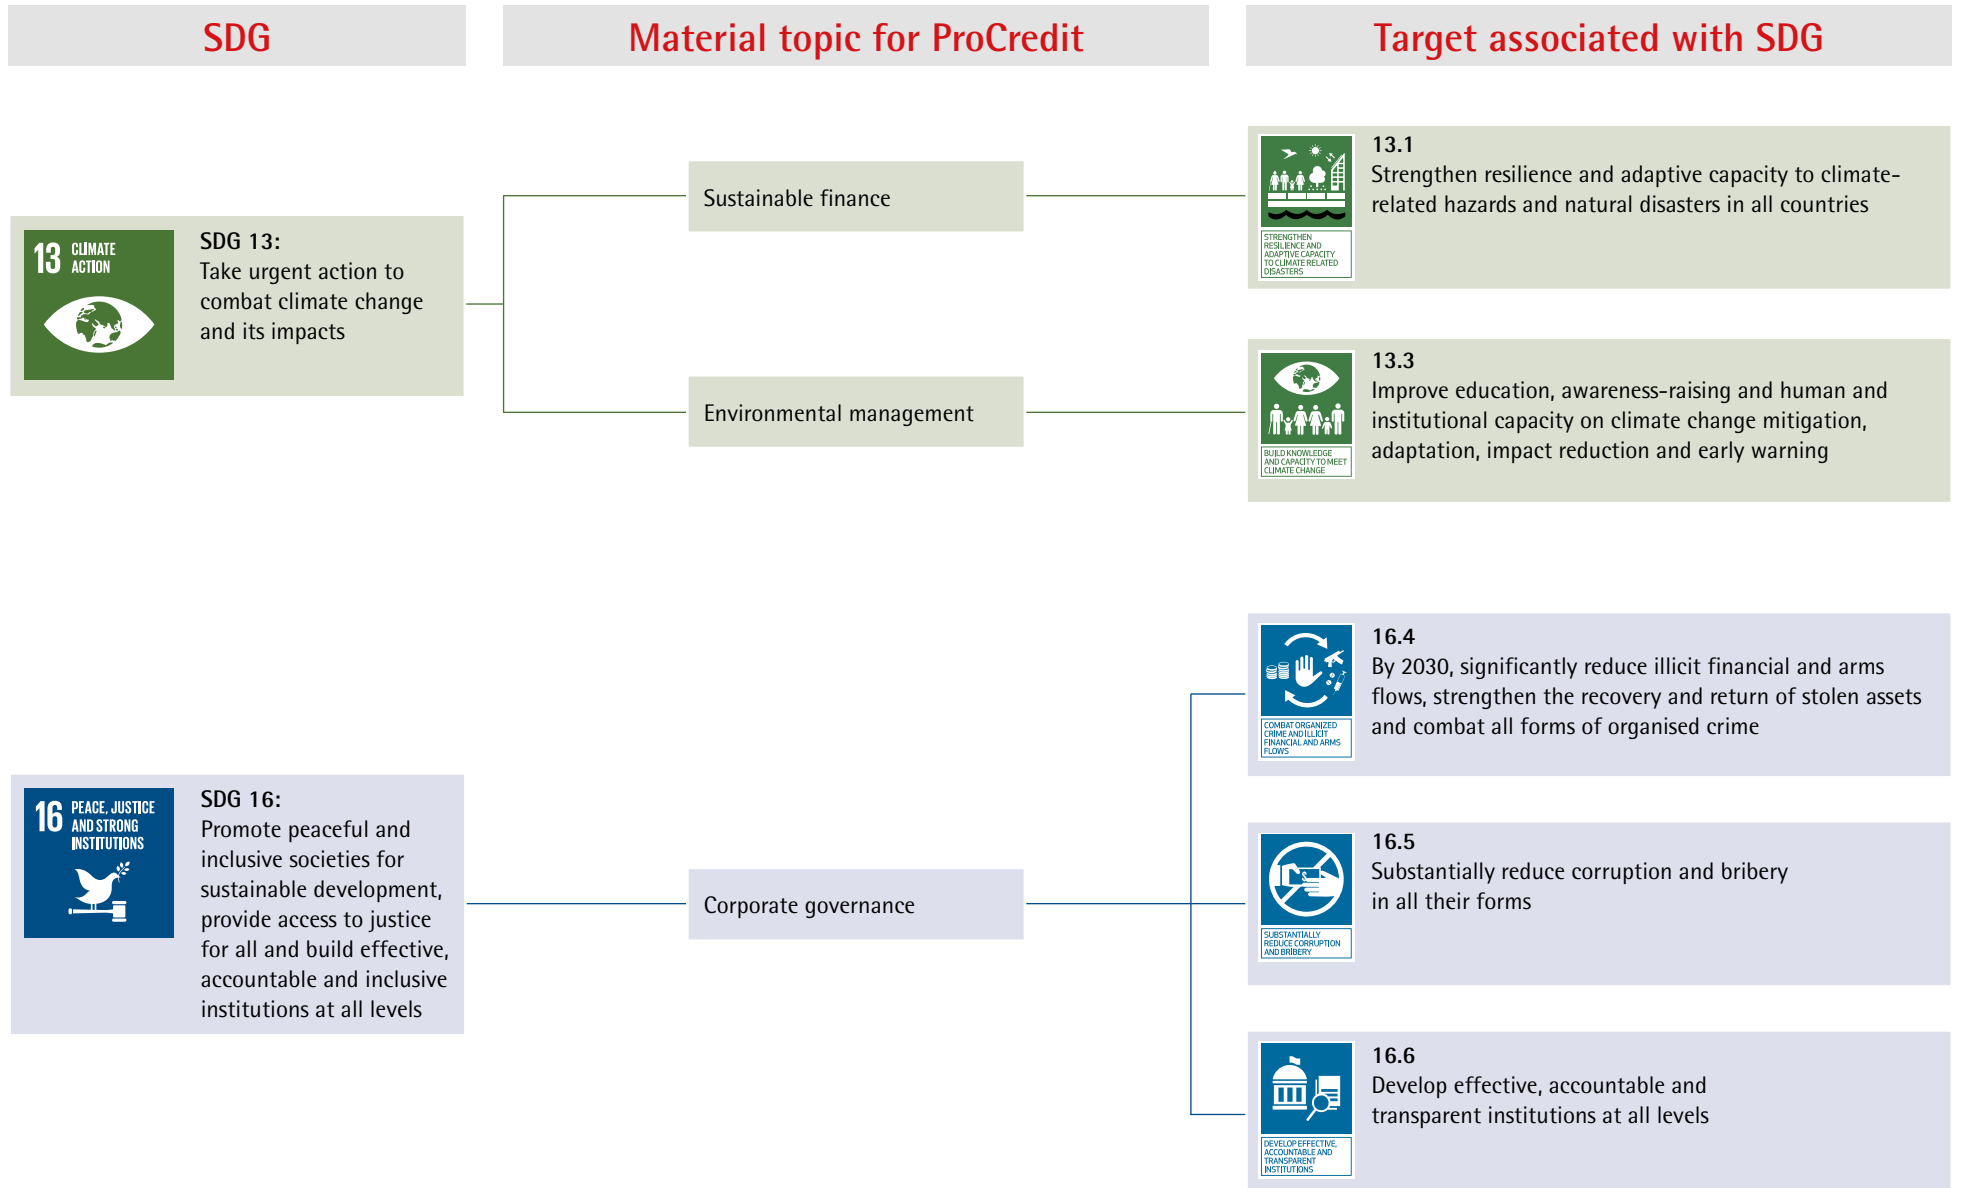 SDG
Material topic for ProCredit
Target associated with SDG
13 CLIMATE
ACTION
SDG 13:
Take urgent action to
combat climate change
and its impacts
Sustainable finance
Environmental management
STRENGTHEN
RESILIENCE AND
ADAPTIVE CAPACITY
TO CLIMATE RELATED
DISASTERS
13.1
Strengthen resilience and adaptive capacity to climate-
related hazards and natural disasters in all countries
BUILD KNOWLEDGE
AND CAPACITY TO MEET
CLIMATE CHANGE
13.3
Improve education, awareness-raising and human and
institutional capacity on climate change mitigation,
adaptation, impact reduction and early warning
16 PEACE, JUSTICE
AND STRONG
INSTITUTIONS
SDG 16:
Promote peaceful and
inclusive societies for
sustainable development,
provide access to justice
for all and build effective,
accountable and inclusive
institutions at all levels
Corporate governance
COMBAT ORGANIZED
CRIME AND ILLICIT
FINANCIAL AND ARMS
FLOWS
16.4
By 2030, significantly reduce illicit financial and arms
flows, strengthen the recovery and return of stolen assets
and combat all forms of organised crime
$
SUBSTANTIALLY
REDUCE CORRUPTION
AND BRIBERY
16.5
Substantially reduce corruption and bribery
in all their forms
DEVELOP EFFECTIVE,
ACCOUNTABLE AND
TRANSPARENT
INSTITUTIONS
16.6
Develop effective, accountable and
transparent institutions at all levels